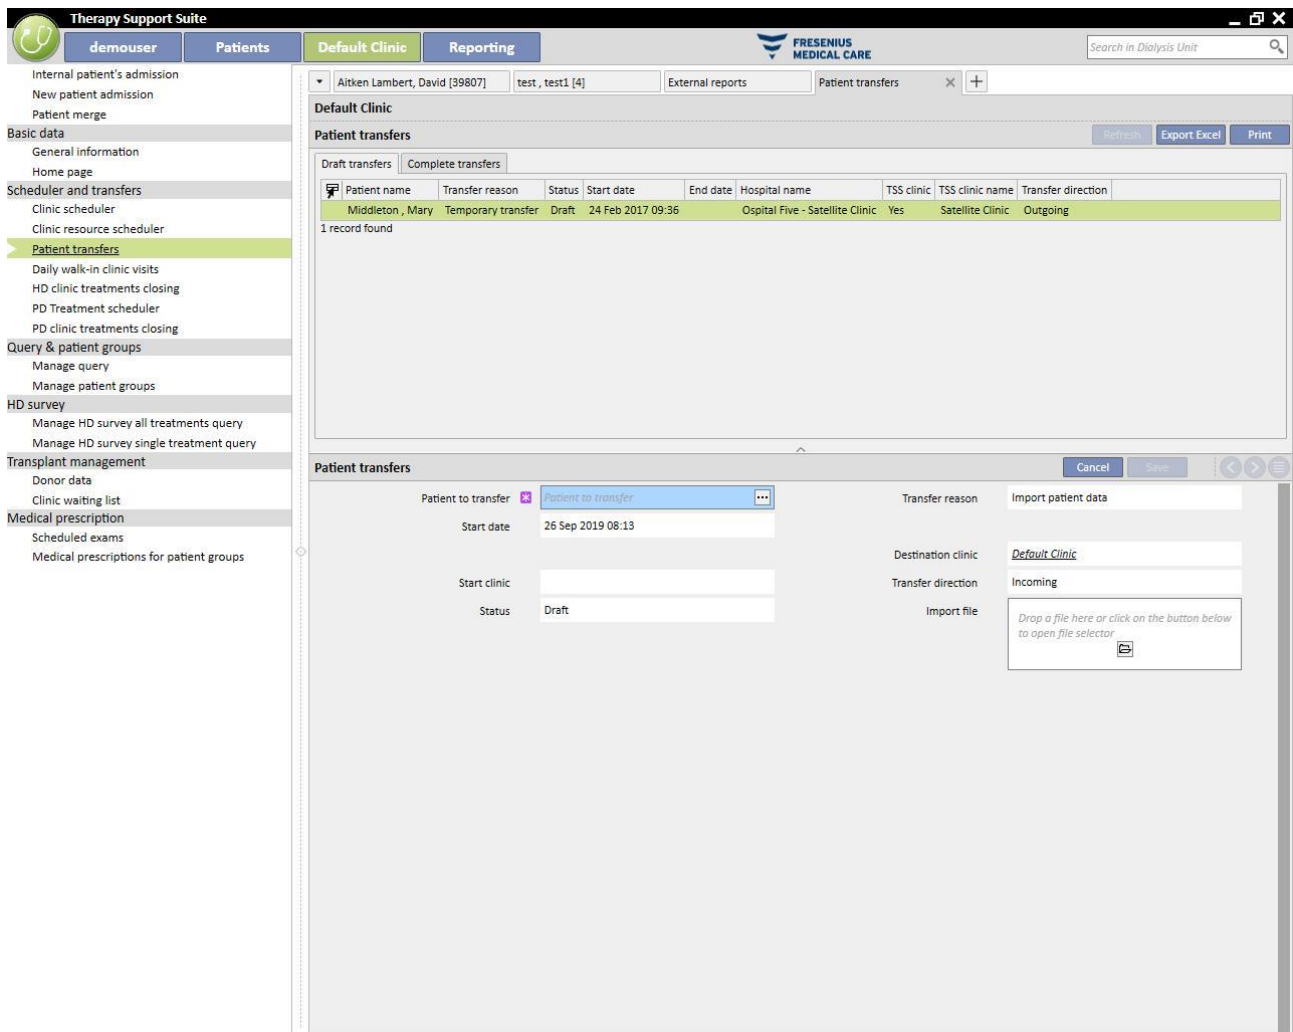 Therapy Support Suite
demouser Patients Default Clinic Reporting
FRESENIUS
MEDICAL CARE
Search in Dialysis Unit
Internal patient's admission
New patient admission
Patient merge
Basic data
General information
Home page
Scheduler and transfers
Clinic scheduler
Clinic resource scheduler
Patient transfers
Daily walk-in clinic visits
HD clinic treatments closing
PD Treatment scheduler
PD clinic treatments closing
Query & patient groups
Manage query
Manage patient groups
HD survey
Manage HD survey all treatments query
Manage HD survey single treatment query
Transplant management
Donor data
Clinic waiting list
Medical prescription
Scheduled exams
Medical prescriptions for patient groups
Aitken Lambert, David [39807] test , test1 [4] External reports Patient transfers
Default Clinic
Patient transfers Refresh Export Excel Print
Draft transfers Complete transfers
Patient name Transfer reason Status Start date End date Hospital name TSS clinic TSS clinic name Transfer direction
Middleton , Mary Temporary transfer Draft 24 Feb 2017 09:36 Ospital Five - Satellite Clinic Yes Satellite Clinic Outgoing
1 record found
Patient transfers Cancel Save
Patient to transfer Patient to transfer Transfer reason Import patient data
Start date 26 Sep 2019 08:13
Destination clinic Default Clinic
Start clinic Transfer direction Incoming
Status Draft Import file
Drop a file here or click on the button below
to open file selector